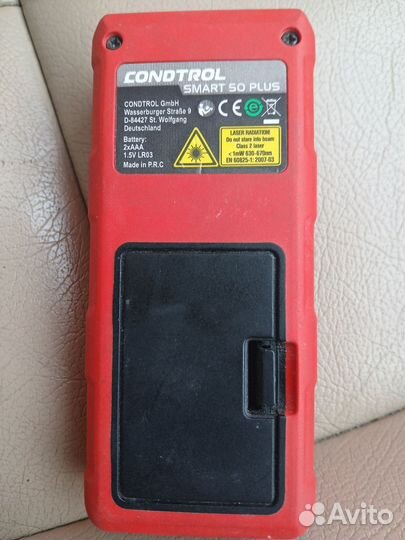 CONDTROL
SMART 50 PLUS
CONDTROL GmbH
Wasserburger Straße 9
D-84427 St. Wolfgang
Deutschland
Battery:
2xAAA
1.5V LR03
Made in P.R.C
CE
LASER RADIATION!
Do not stare into beam
Class 2 laser
<1mW 630-670nm
EN 60825-1: 2007-03
Avito